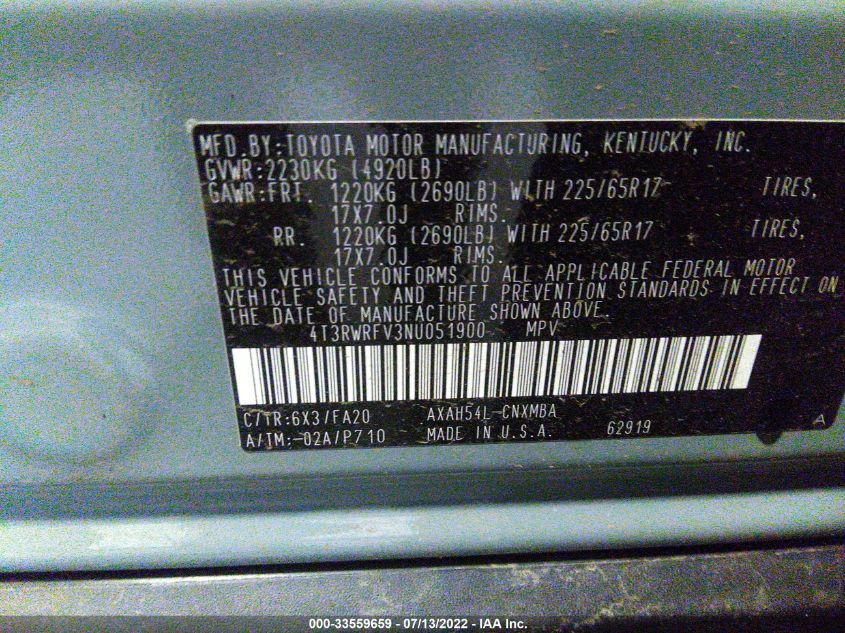 MFD.BY:TOYOTA MOTOR MANUFACTURING, KENTUCKY, INC.
GVWR:2230KG (4920LB)
GAWR:FRT. 1220KG (2690LB) WITH 225/65R17 TIRES,
17X7.0J RIMS.
RR. 1220KG (2690LB) WITH 225/65R17 TIRES,
17X7.0J RIMS.
THIS VEHICLE CONFORMS TO ALL APPLICABLE FEDERAL MOTOR
VEHICLE SAFETY AND THEFT PREVENTION STANDARDS IN EFFECT ON
THE DATE OF MANUFACTURE SHOWN ABOVE.
4T3RWRFV3NU051900 MPV
C/TR:6X3/FA20 AXAH54L-CNXMBA
A/TM:-02A/P710 MADE IN U.S.A. 62919 A
000-33559659 - 07/13/2022 - IAA Inc.